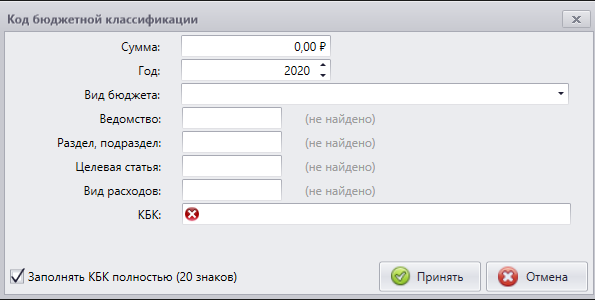 Код бюджетной классификации
Сумма: 0,00 ₽
Год: 2020
Вид бюджета:
Ведомство: (не найдено)
Раздел, подраздел: (не найдено)
Целевая статья: (не найдено)
Вид расходов: (не найдено)
КБК:
Заполнять КБК полностью (20 знаков) Принять Отмена